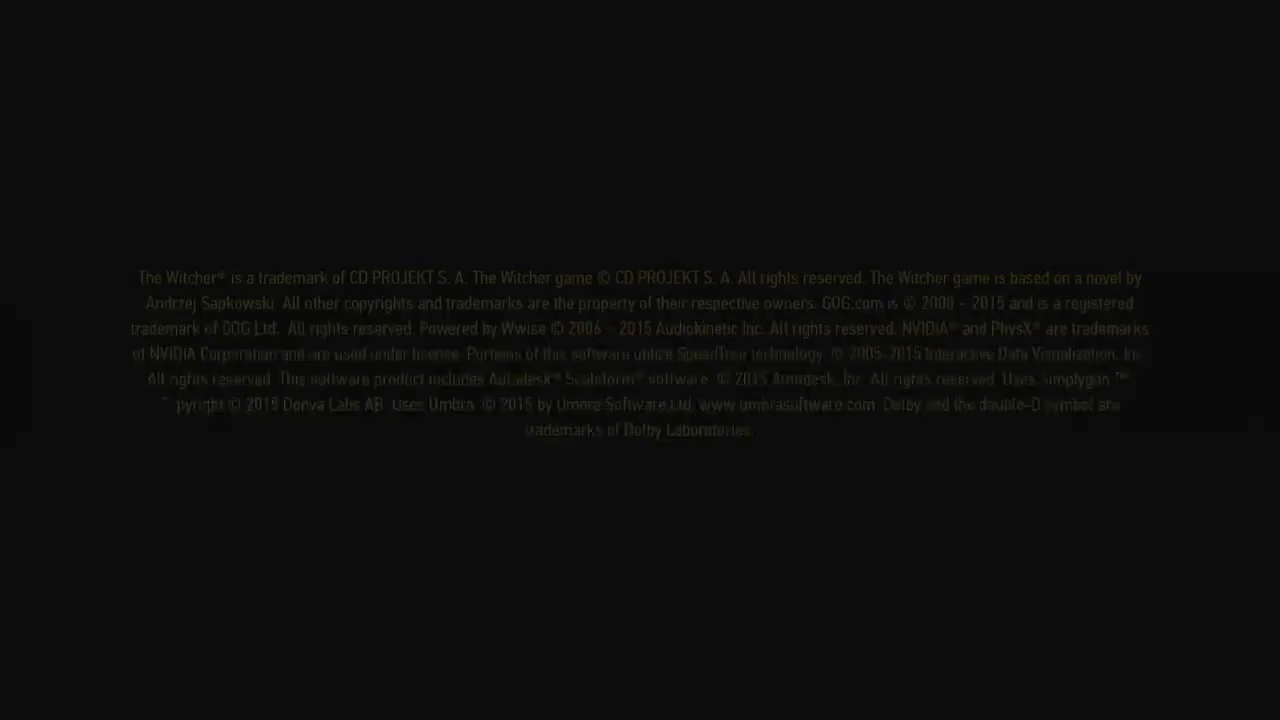 The Witcher® is a trademark of CD PROJEKT S. A. The Witcher game © CD PROJEKT S. A. All rights reserved. The Witcher game is based on a novel by
Andrzej Sapkowski. All other copyrights and trademarks are the property of their respective owners. GOG.com is © 2008 - 2015 and is a registered
trademark of GOG Ltd. All rights reserved. Powered by Wwise © 2006 - 2015 Audiokinetic Inc. All rights reserved. NVIDIA® and PhysX® are trademarks
of NVIDIA Corporation and are used under license. Portions of this software utilize SpeedTree technology. © 2005-2015 Interactive Data Visualization, Inc.
All rights reserved. This software product includes Autodesk® Scaleform® software. © 2015 Autodesk, Inc. All rights reserved. Uses
© 2015 Donya Labs AB. Uses © 2015 by Umbra Software Ltd. www.umbrasoftware.com. Dolby and the double-D symbol are
trademarks of Dolby Laboratories.